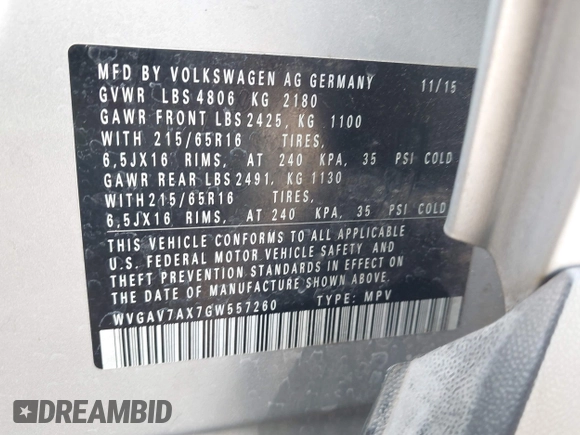 MFD BY VOLKSWAGEN AG GERMANY 11/15
GVWR LBS 4806 KG 2180
GAWR FRONT LBS 2425, KG 1100
WITH 215/65R16 TIRES,
6,5JX16 RIMS, AT 240 KPA, 35 PSI COLD
GAWR REAR LBS 2491, KG 1130
WITH 215/65R16 TIRES,
6,5JX16 RIMS, AT 240 KPA, 35 PSI COLD
THIS VEHICLE CONFORMS TO ALL APPLICABLE
U.S. FEDERAL MOTOR VEHICLE SAFETY AND
THEFT PREVENTION STANDARDS IN EFFECT ON
THE DATE OF MANUFACTURE SHOWN ABOVE.
WVGAV7AX7GW557260 TYPE: MPV
DREAMBID